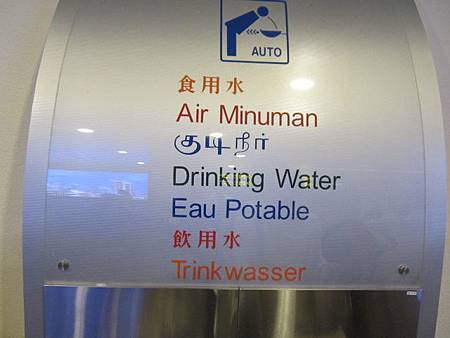 AUTO
食用水
Air Minuman
குடிநீர்
Drinking Water
Eau Potable
飲用水
Trinkwasser